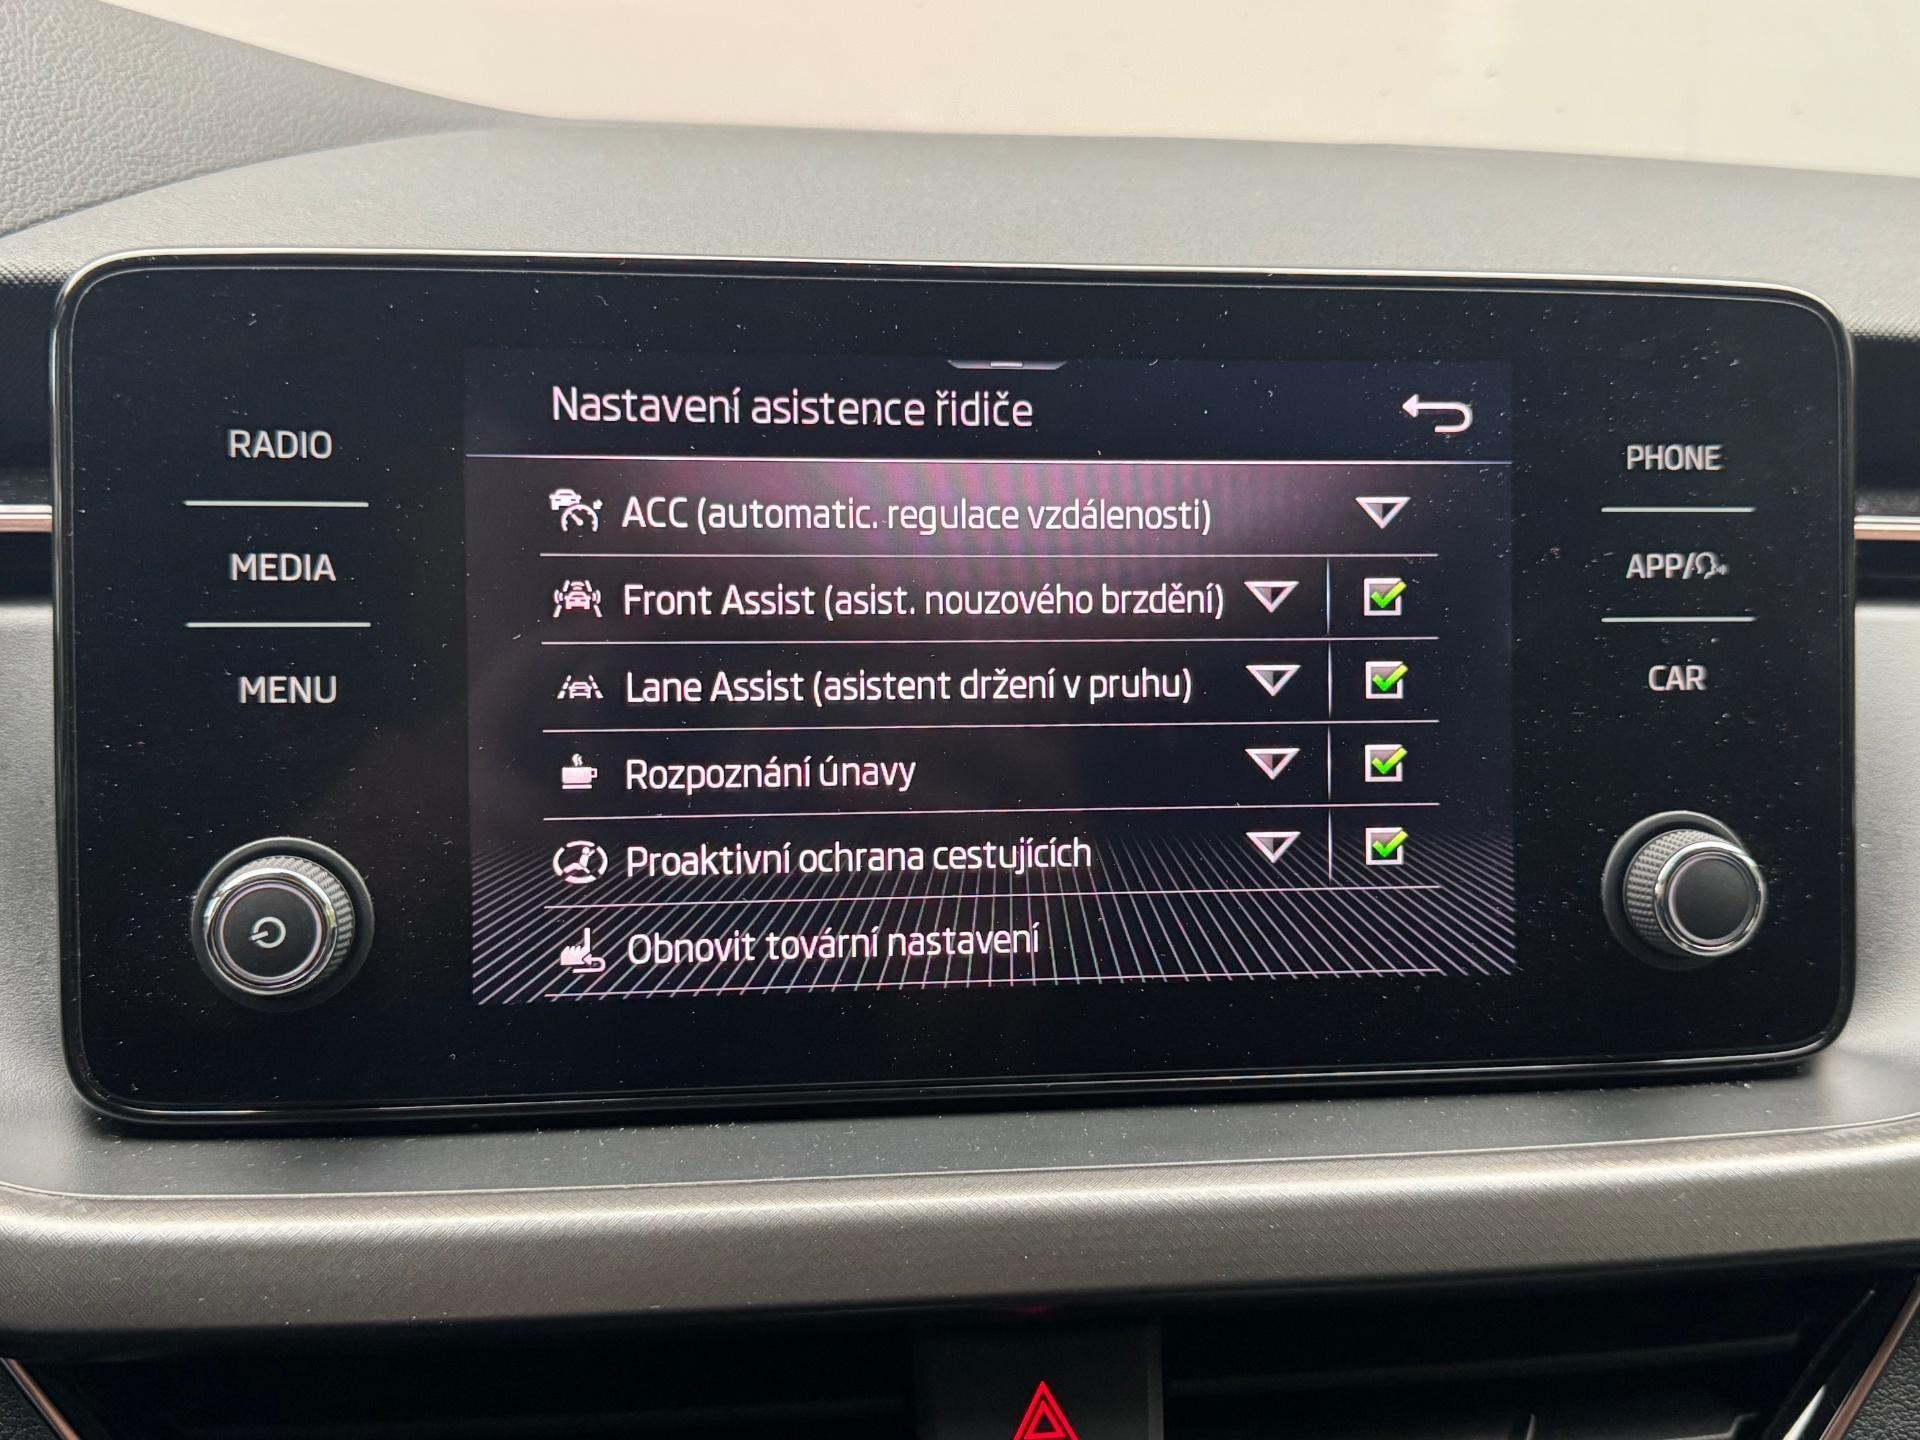 Nastavení asistence řidiče
RADIO
MEDIA
MENU
ACC (automatic. regulace vzdálenosti)
Front Assist (asist. nouzového brzdění)
Lane Assist (asistent držení v pruhu)
Rozpoznání únavy
Proaktivní ochrana cestujících
Obnovit tovární nastavení
PHONE
APP/
CAR